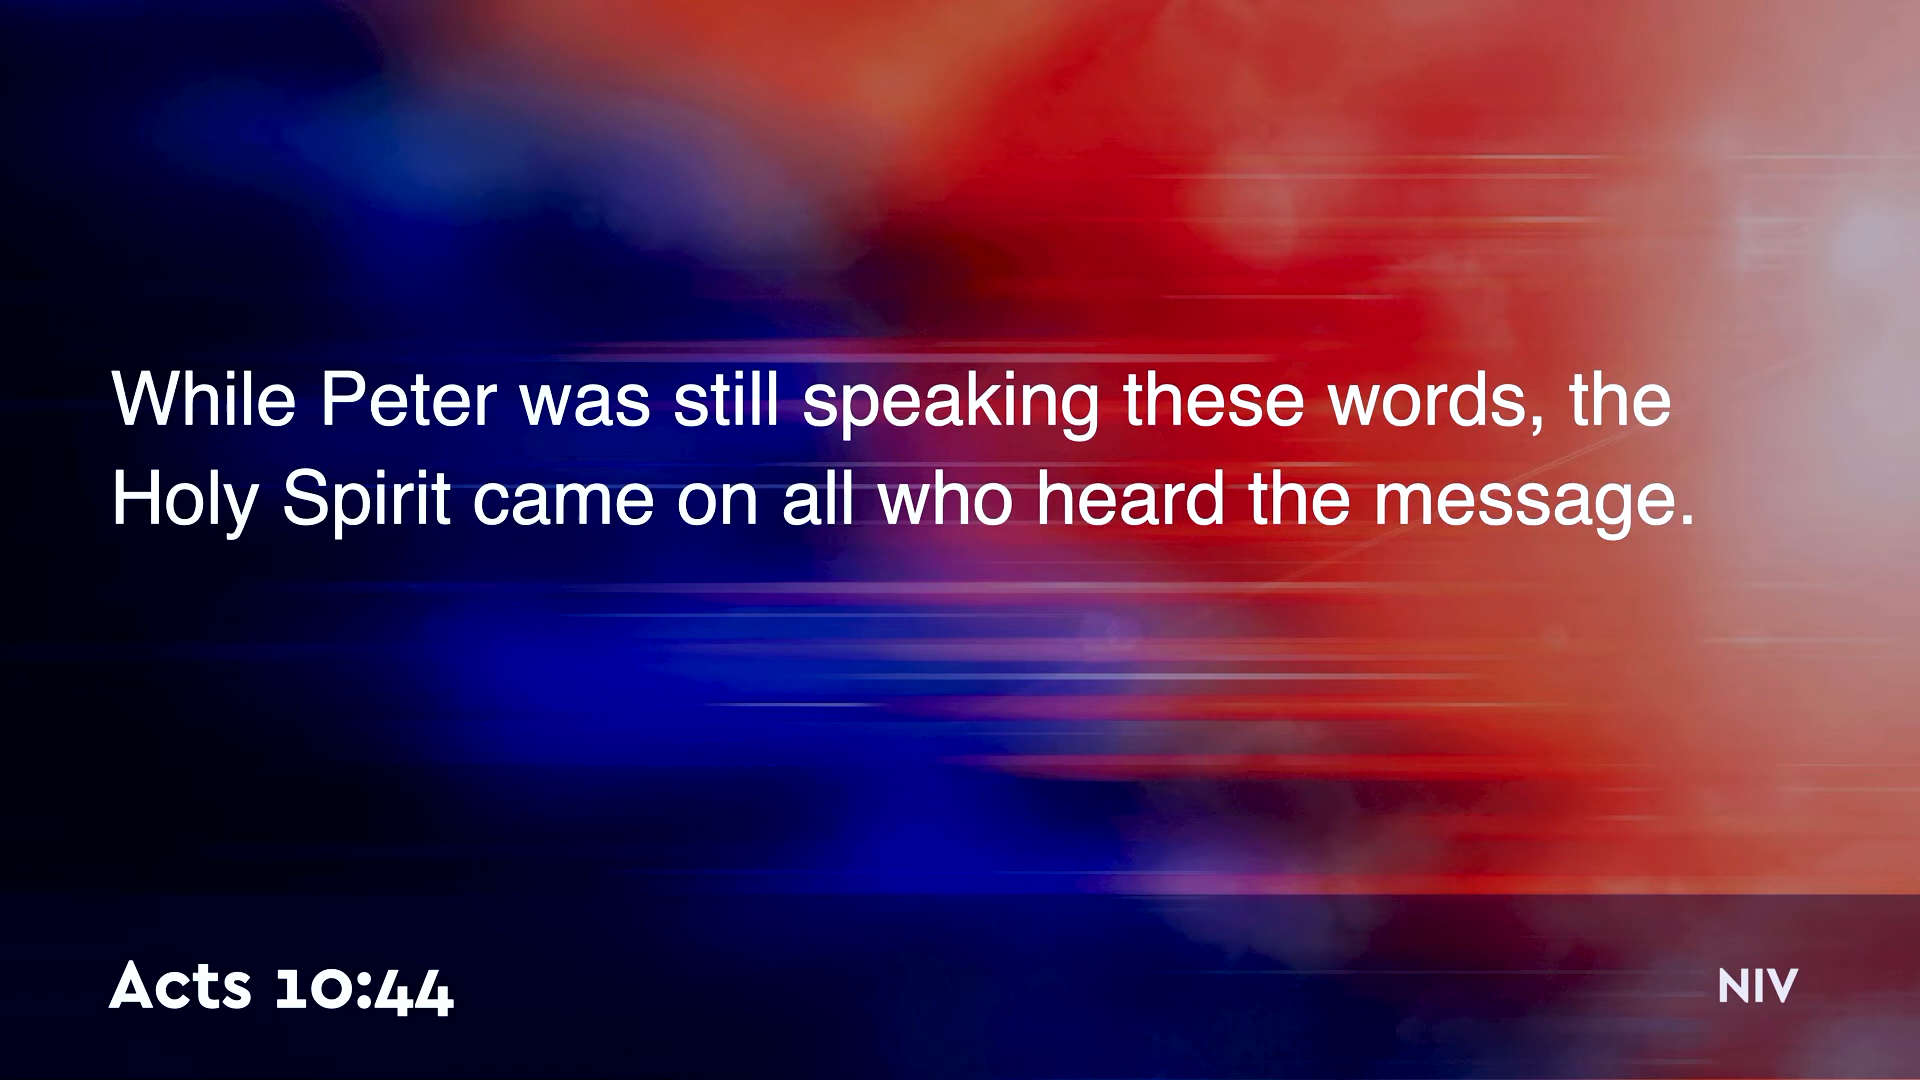 While Peter was still speaking these words, the
Holy Spirit came on all who heard the message.
Acts 10:44
NIV